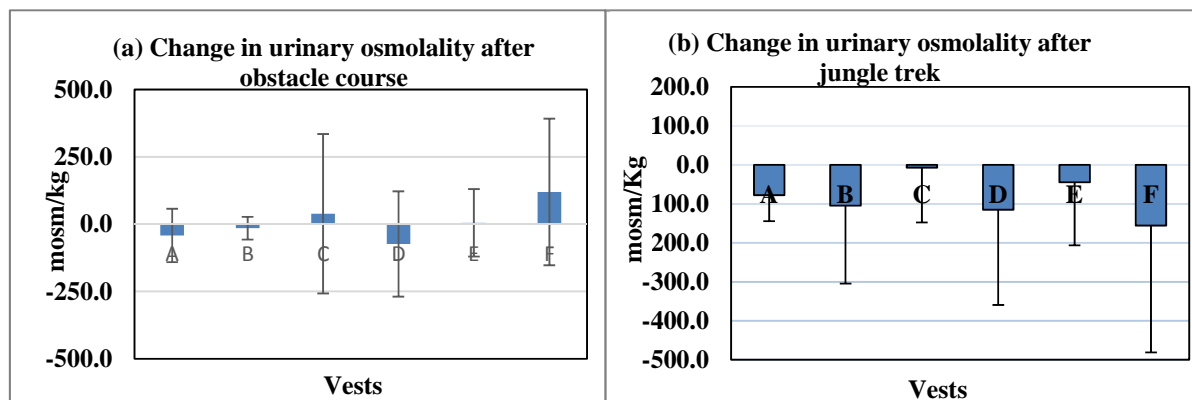 (a) Change in urinary osmolality after
obstacle course
500.0
250.0
0.0
-250.0
-500.0
mosm/kg
A B C D E F
Vests
(b) Change in urinary osmolality after
jungle trek
200.0
100.0
0.0
100.0
200.0
-300.0
-400.0
-500.0
mosm/Kg
A B C D E F
Vests